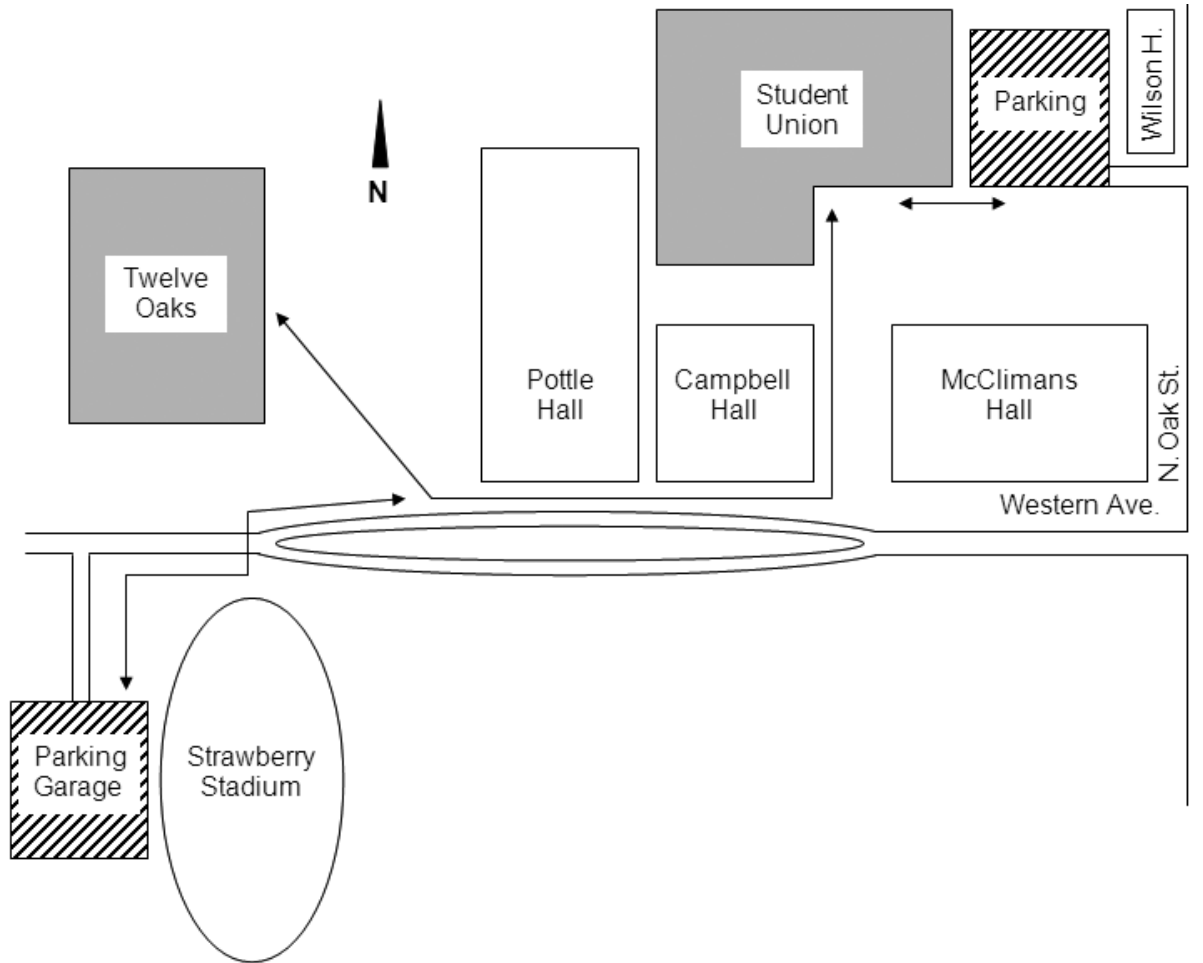 Student
Union
Parking
Wilson H.
N
Twelve
Oaks
Pottle
Hall
Campbell
Hall
McClimans
Hall
N. Oak St.
Western Ave.
Parking
Garage
Strawberry
Stadium